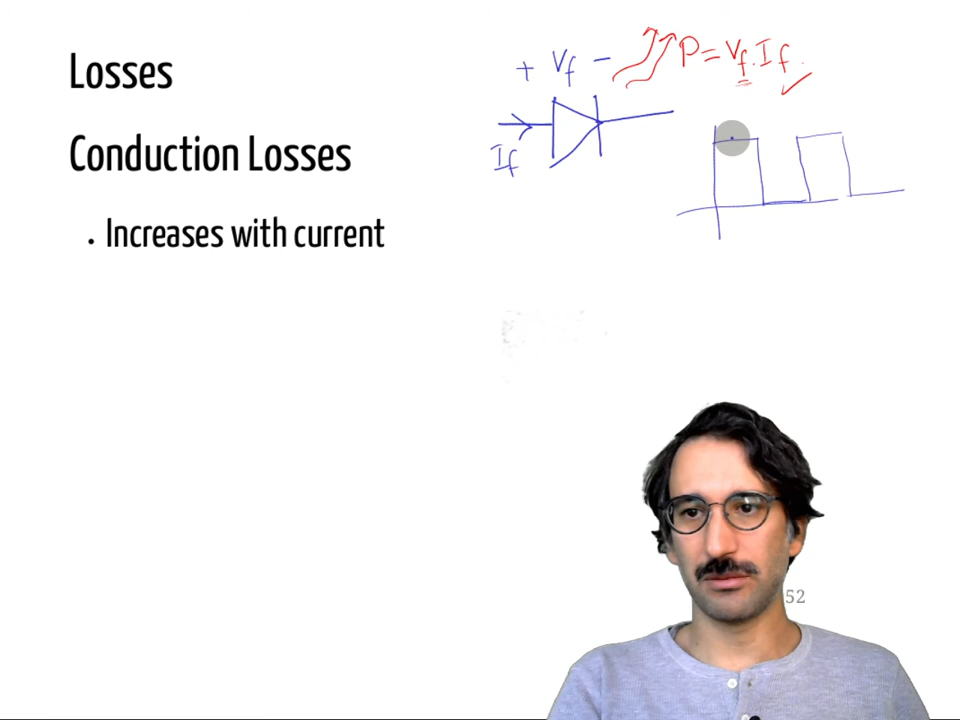 Losses
+ Vf − P = Vf . If .
Conduction Losses
If
• Increases with current
52